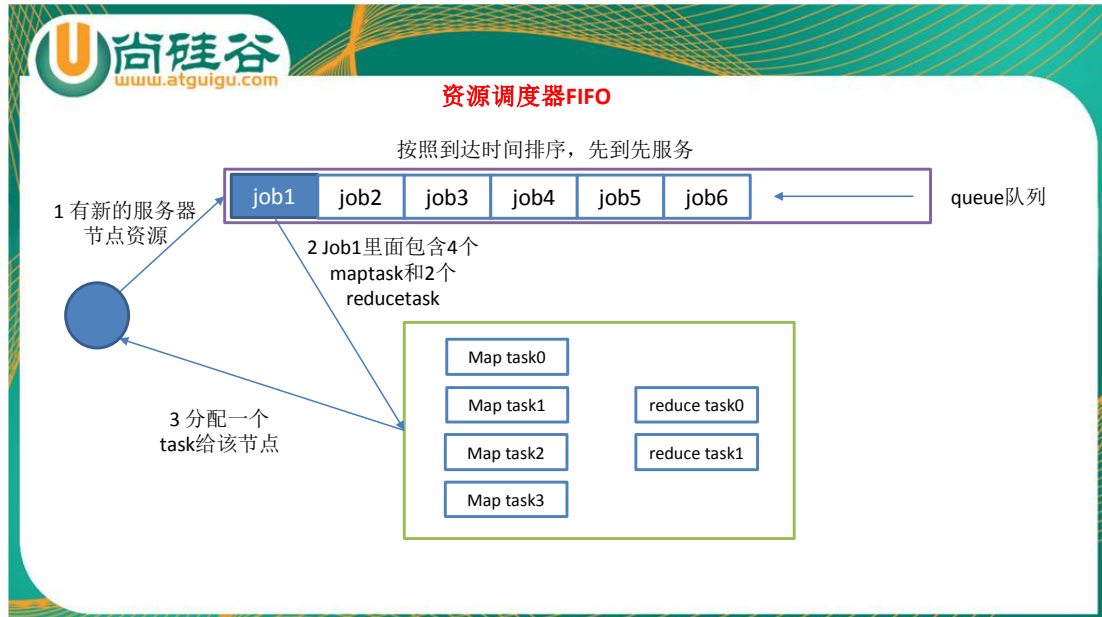 尚硅谷
www.atguigu.com
资源调度器FIFO
按照到达时间排序，先到先服务
job1
job2
job3
job4
job5
job6
queue队列
1 有新的服务器
节点资源
2 Job1里面包含4个
maptask和2个
reducetask
Map task0
Map task1
reduce task0
Map task2
reduce task1
Map task3
3 分配一个
task给该节点